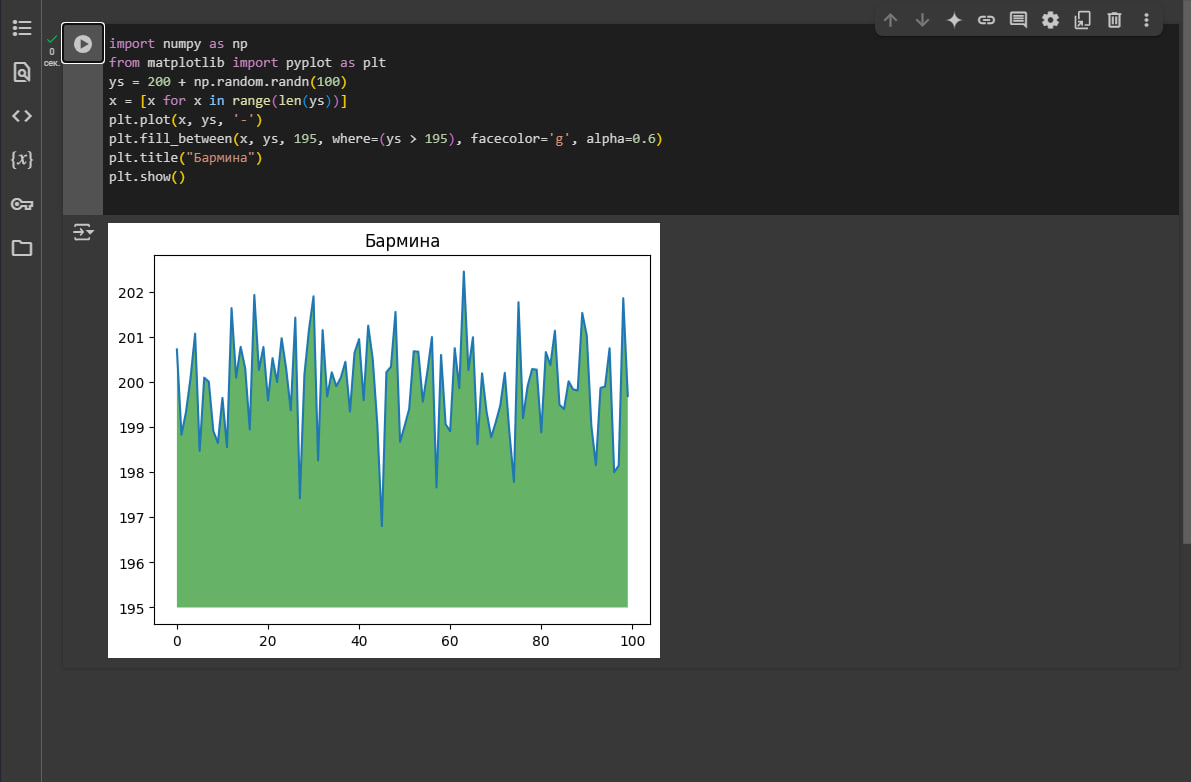 import numpy as np
from matplotlib import pyplot as plt
ys = 200 + np.random.randn(100)
x = [x for x in range(len(ys))]
plt.plot(x, ys, '-')
plt.fill_between(x, ys, 195, where=(ys > 195), facecolor='g', alpha=0.6)
plt.title("Бармина")
plt.show()
0
сек.
{x}
Бармина
202
201
200
199
198
197
196
195
0 20 40 60 80 100